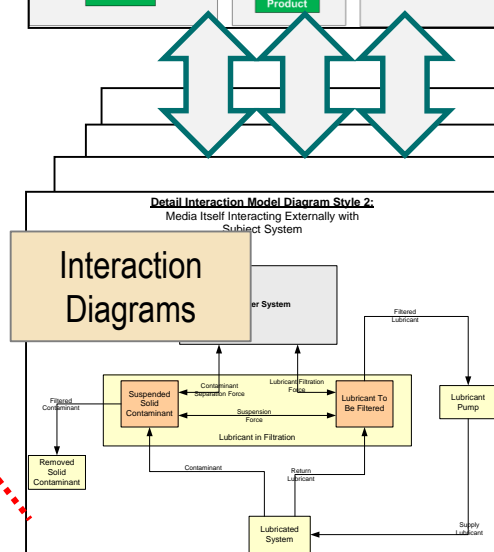 Product
Detail Interaction Model Diagram Style 2:
Media Itself Interacting Externally with
Subject System
Interaction
Diagrams
er System
Filtered
Lubricant
Contaminant
Separation Force
Lubricant Filtration
Force
Suspended
Solid
Contaminant
Lubricant To
Be Filtered
Lubricant
Pump
Filtered
Contaminant
Suspension
Force
Lubricant in Filtration
Removed
Solid
Contaminant
Contaminant
Return
Lubricant
Lubricated
System
Supply
Lubricant